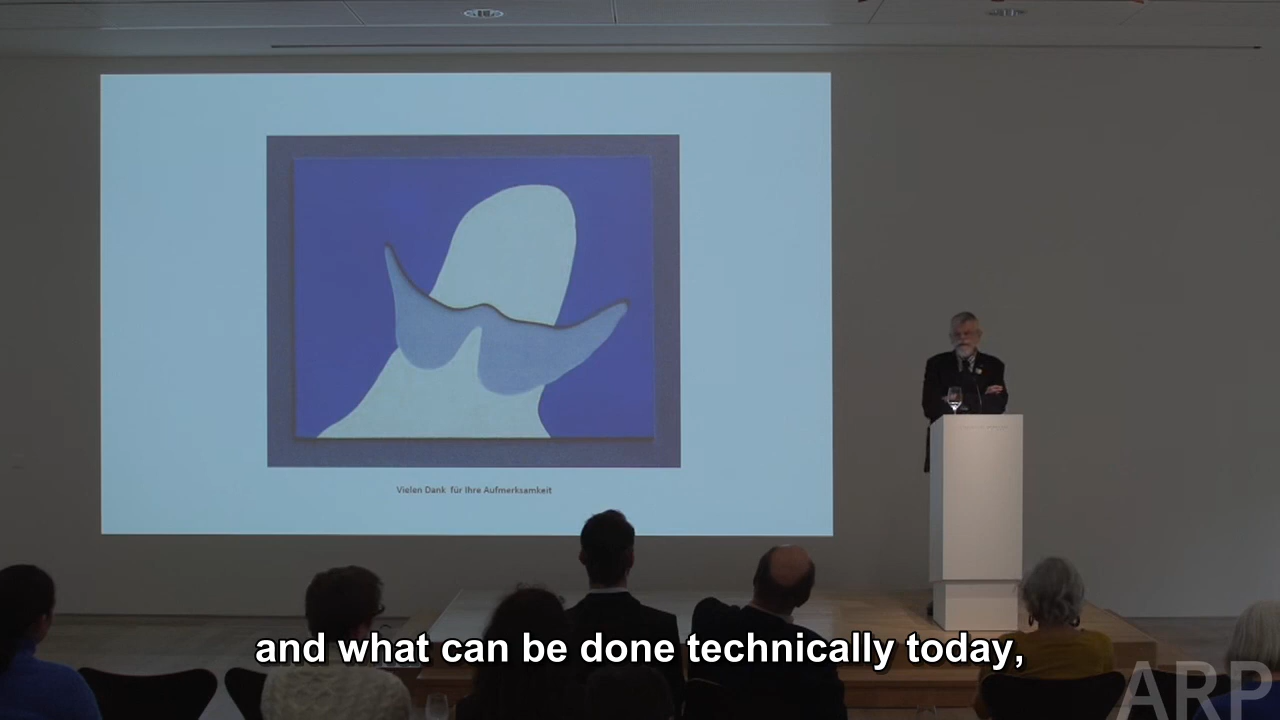 Vielen Dank für Ihre Aufmerksamkeit
and what can be done technically today,
ARP